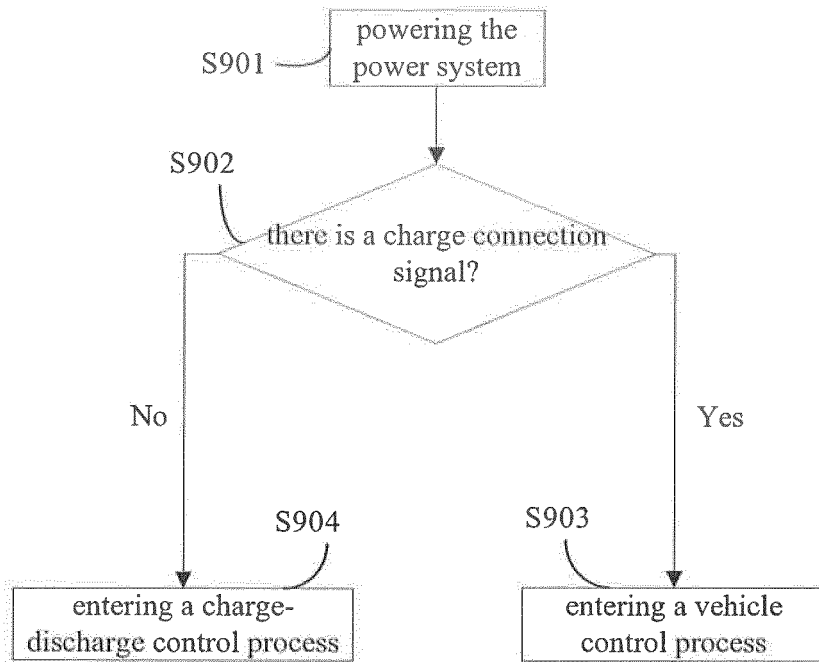 powering the
power system
S901
S902
there is a charge connection
signal?
No
Yes
S904
S903
entering a charge-
discharge control process
entering a vehicle
control process